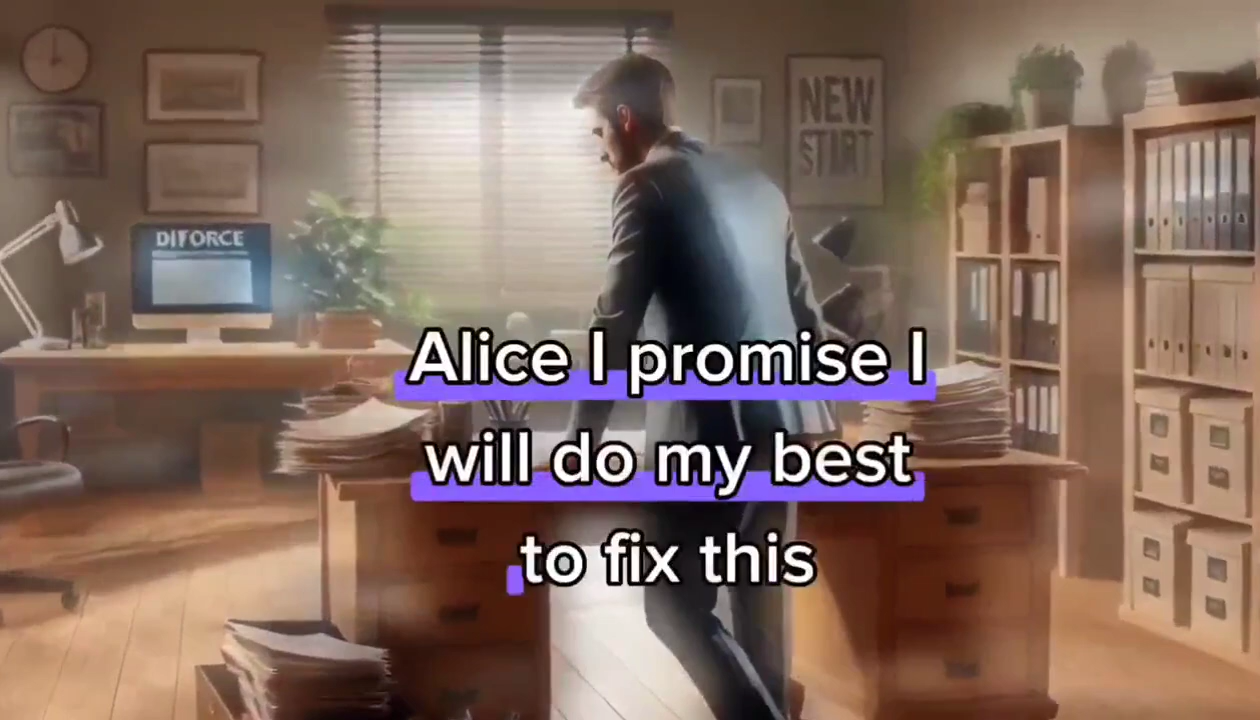 NEW
START
DIFORCE
Alice I promise I
will do my best
to fix this